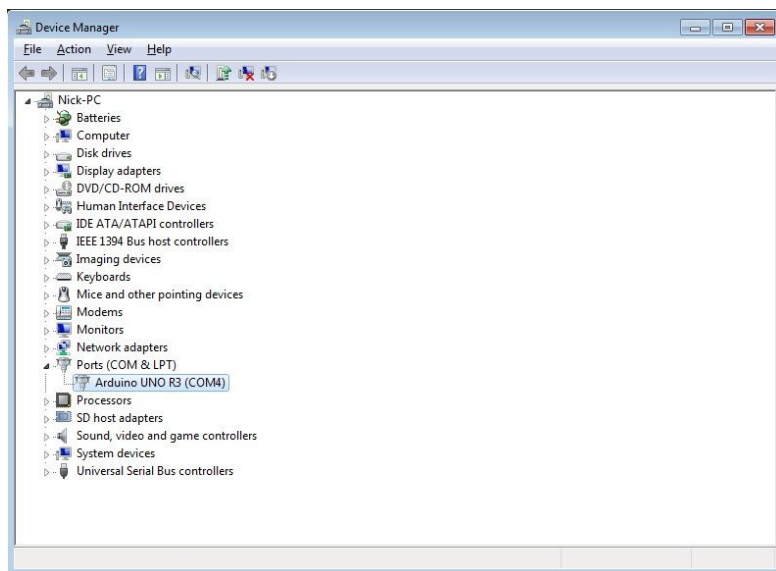 Device Manager
File Action View Help
Nick-PC
Batteries
Computer
Disk drives
Display adapters
DVD/CD-ROM drives
Human Interface Devices
IDE ATA/ATAPI controllers
IEEE 1394 Bus host controllers
Imaging devices
Keyboards
Mice and other pointing devices
Modems
Monitors
Network adapters
Ports (COM & LPT)
Arduino UNO R3 (COM4)
Processors
SD host adapters
Sound, video and game controllers
System devices
Universal Serial Bus controllers